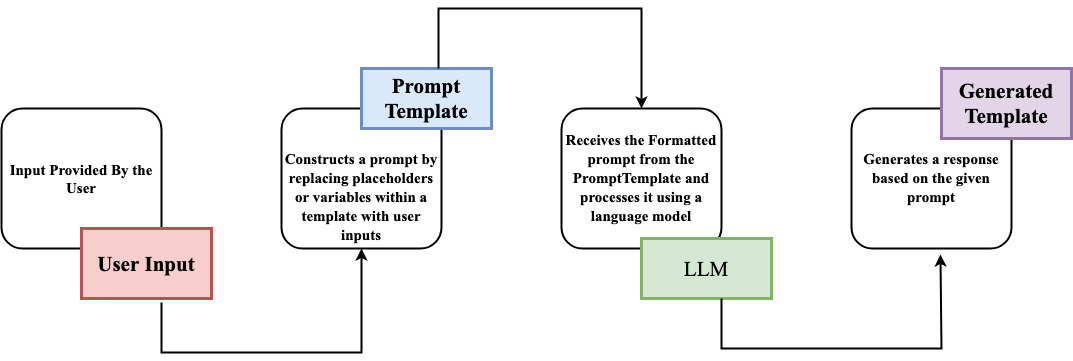 Input Provided By the
User
User Input
Prompt
Template
Constructs a prompt by
replacing placeholders
or variables within a
template with user
inputs
Receives the Formatted
prompt from the
PromptTemplate and
processes it using a
language model
LLM
Generated
Template
Generates a response
based on the given
prompt